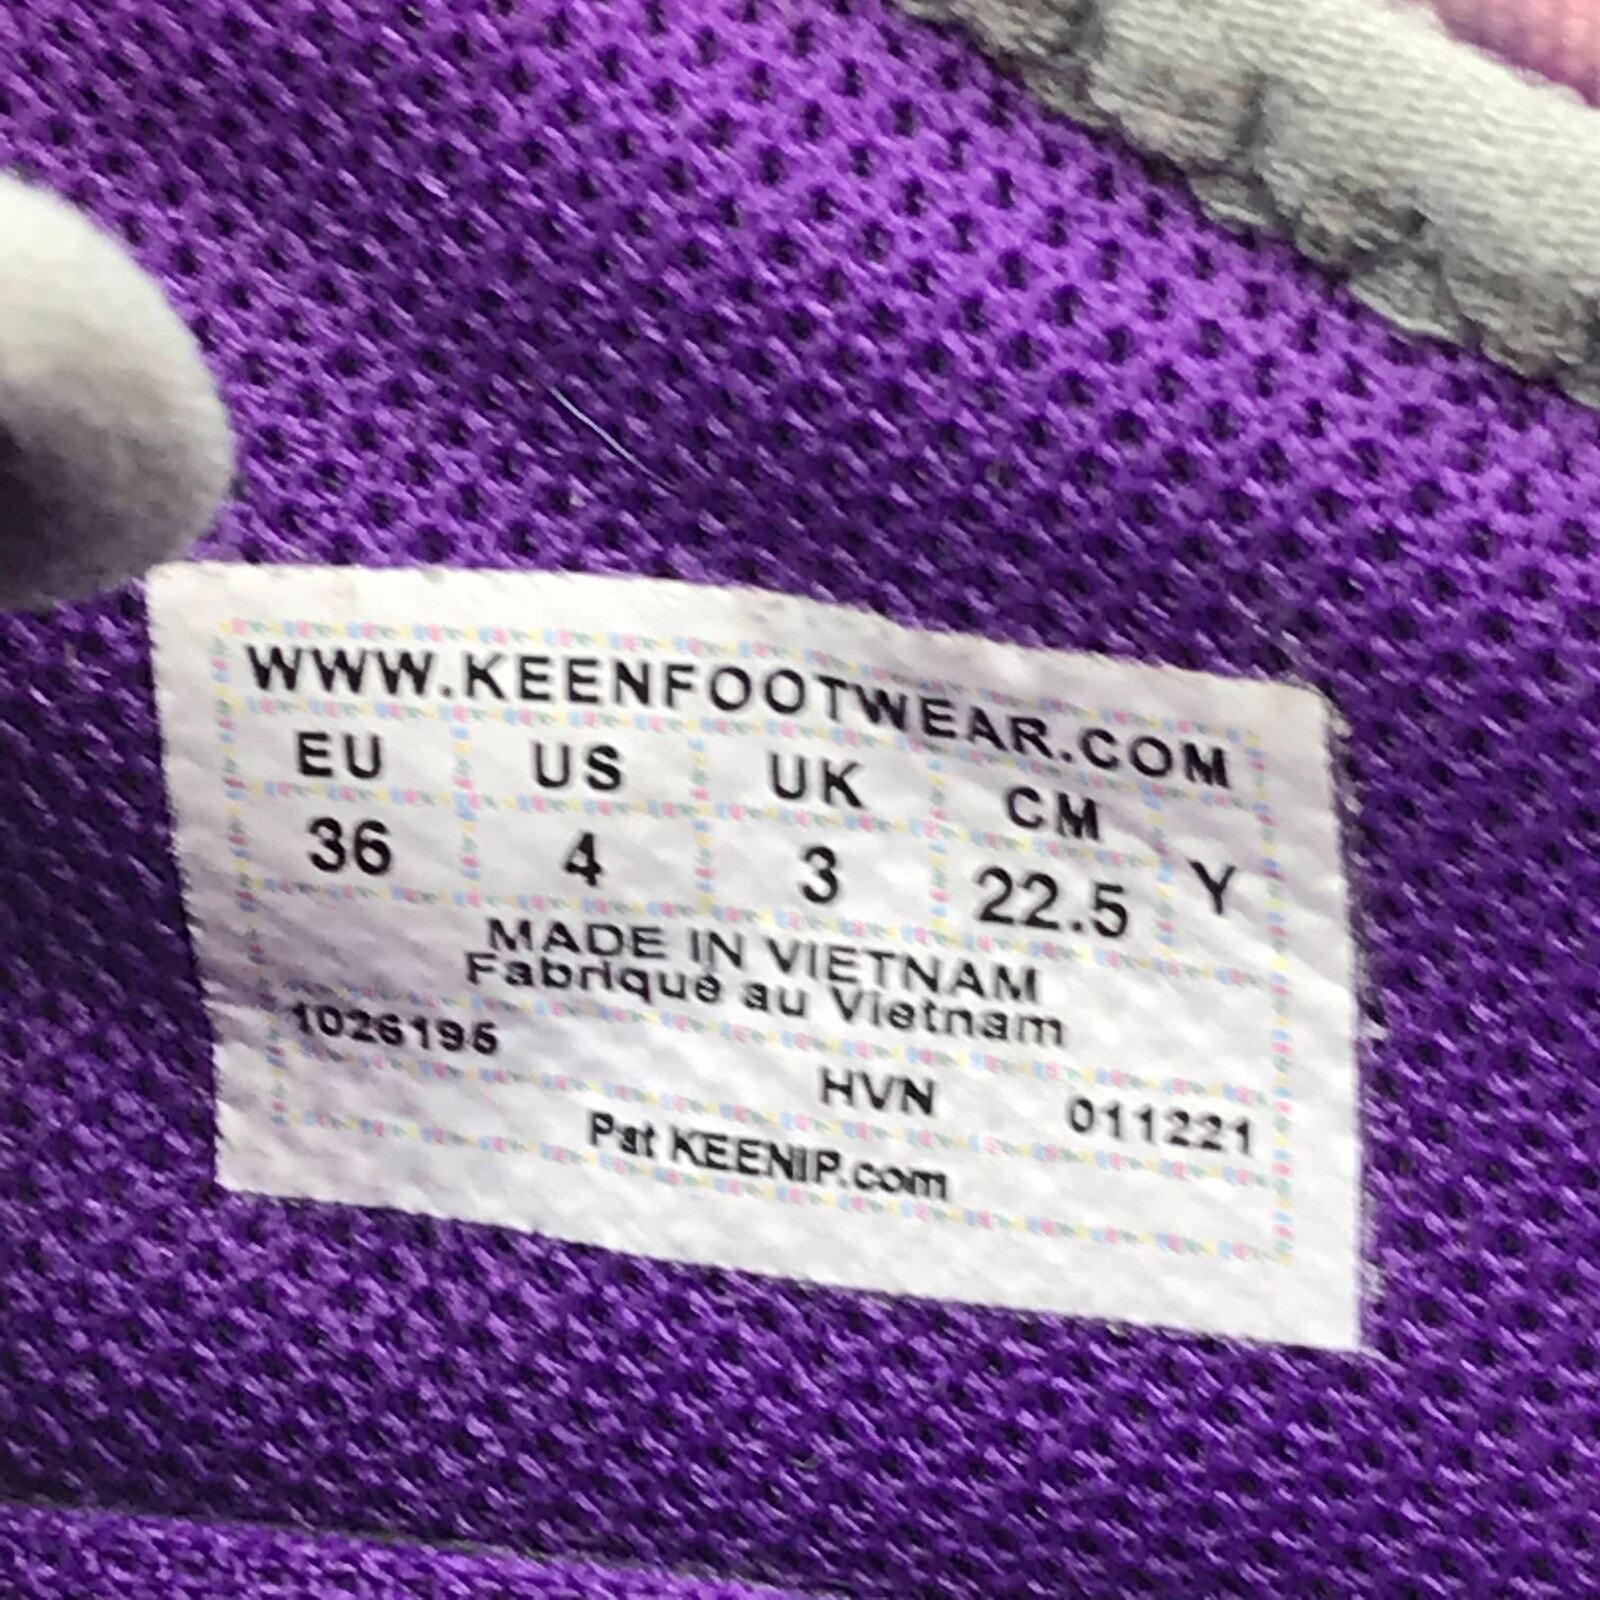 WWW.KEENFOOTWEAR.COM
EU US UK CM
36 4 3 22.5 Y
MADE IN VIETNAM
Fabriqué au Vietnam
1026195 HVN 011221
Pat KEENIP.com